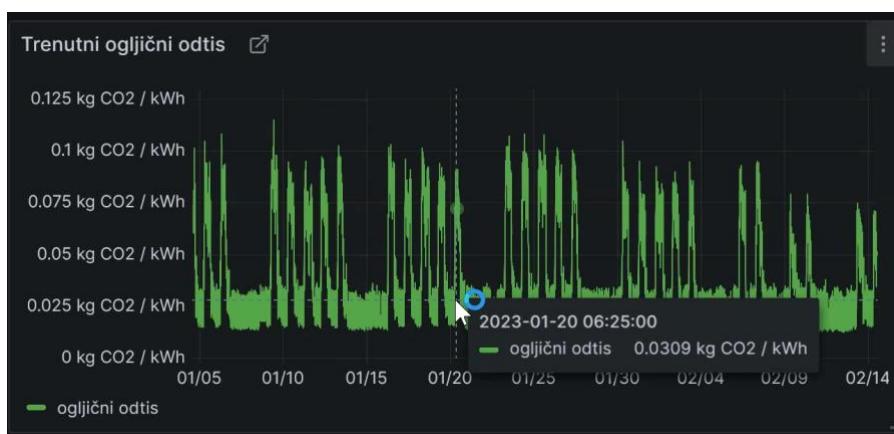 Trenutni ogljični odtis
0.125 kg CO2 / kWh
0.1 kg CO2 / kWh
0.075 kg CO2 / kWh
0.05 kg CO2 / kWh
0.025 kg CO2 / kWh
0 kg CO2 / kWh
2023-01-20 06:25:00
ogljični odtis 0.0309 kg CO2 / kWh
01/05 01/10 01/15 01/20 01/25 01/30 02/04 02/09 02/14
ogljični odtis